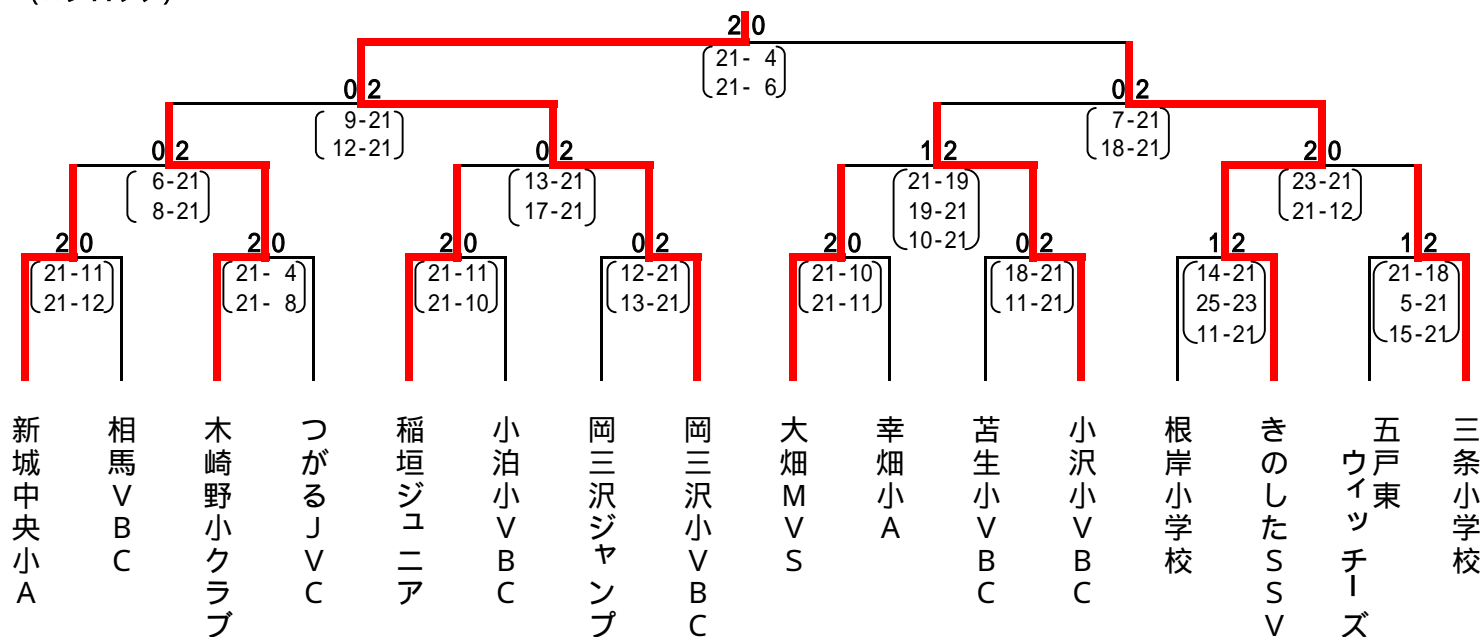 2 0
21- 4
21- 6
0 2
9-21
12-21
0 2
7-21
18-21
0 2
6-21
8-21
0 2
13-21
17-21
1 2
21-19
19-21
10-21
2 0
23-21
21-12
2 0
21-11
21-12
2 0
21- 4
21- 8
2 0
21-11
21-10
0 2
12-21
13-21
2 0
21-10
21-11
0 2
18-21
11-21
1 2
14-21
25-23
11-21
1 2
21-18
5-21
15-21
新城中央小A
相馬VBC
木崎野小クラブ
つがるJVC
稲垣ジュニア
小泊小VBC
岡三沢ジャンプ
岡三沢小VBC
大畑MVS
幸畑小A
苫生小VBC
小沢小VBC
根岸小学校
きのしたSSV
五戸東
ウィッチーズ
三条小学校